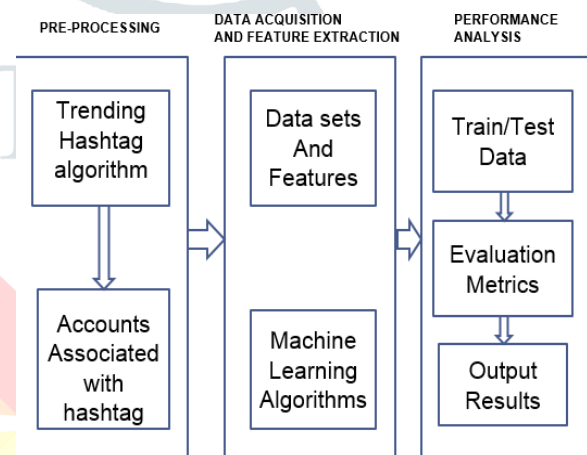 PRE-PROCESSING
Trending
Hashtag
algorithm
Accounts
Associated
with
hashtag
DATA ACQUISITION
AND FEATURE EXTRACTION
Data sets
And
Features
Machine
Learning
Algorithms
PERFORMANCE
ANALYSIS
Train/Test
Data
Evaluation
Metrics
Output
Results